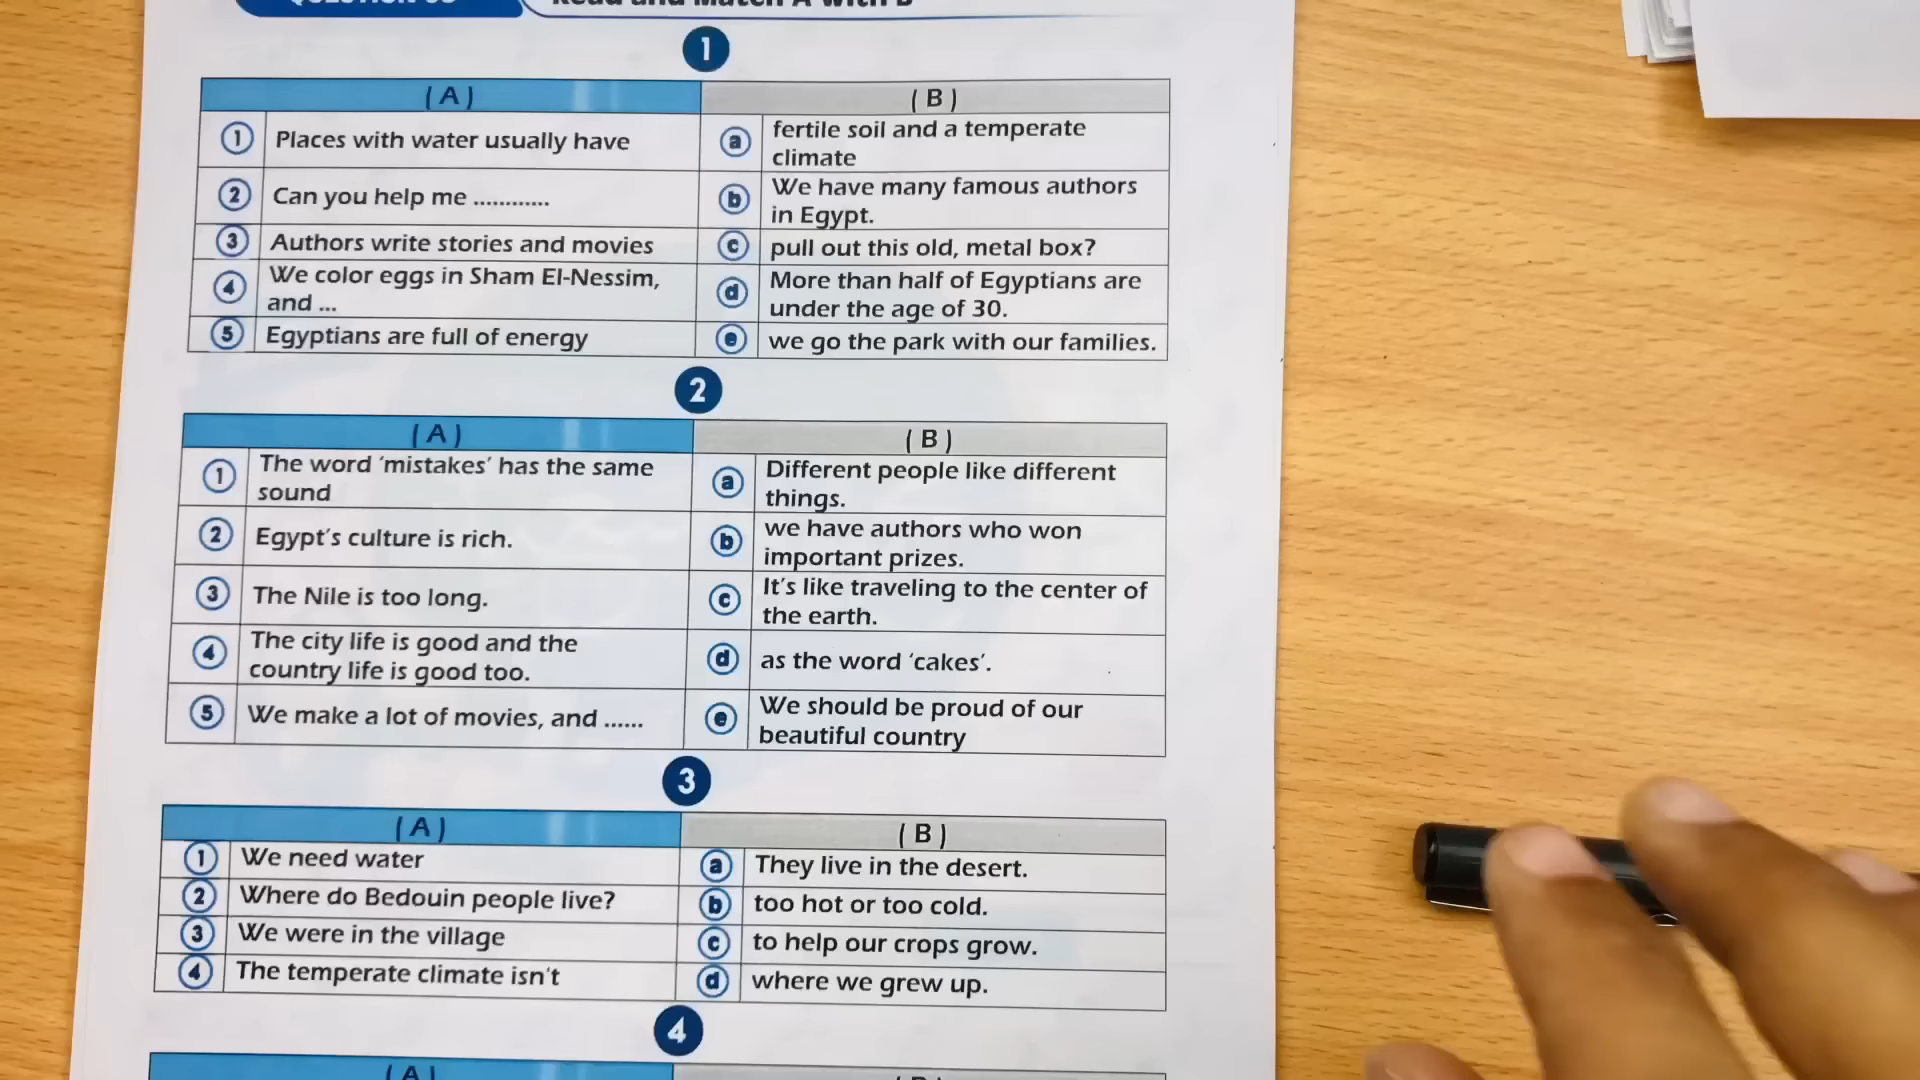 Read and Match A with B
1
( A )
( B )
1 Places with water usually have
a fertile soil and a temperate
climate
2 Can you help me ............
b We have many famous authors
in Egypt.
3 Authors write stories and movies
c pull out this old, metal box?
4 We color eggs in Sham El-Nessim,
and ...
d More than half of Egyptians are
under the age of 30.
5 Egyptians are full of energy
e we go the park with our families.
2
( A )
( B )
1 The word ‘mistakes’ has the same
sound
a Different people like different
things.
2 Egypt’s culture is rich.
b we have authors who won
important prizes.
3 The Nile is too long.
c It’s like traveling to the center of
the earth.
4 The city life is good and the
country life is good too.
d as the word ‘cakes’.
5 We make a lot of movies, and ......
e We should be proud of our
beautiful country
3
( A )
( B )
1 We need water
a They live in the desert.
2 Where do Bedouin people live?
b too hot or too cold.
3 We were in the village
c to help our crops grow.
4 The temperate climate isn't
d where we grew up.
4
( A )
( B )